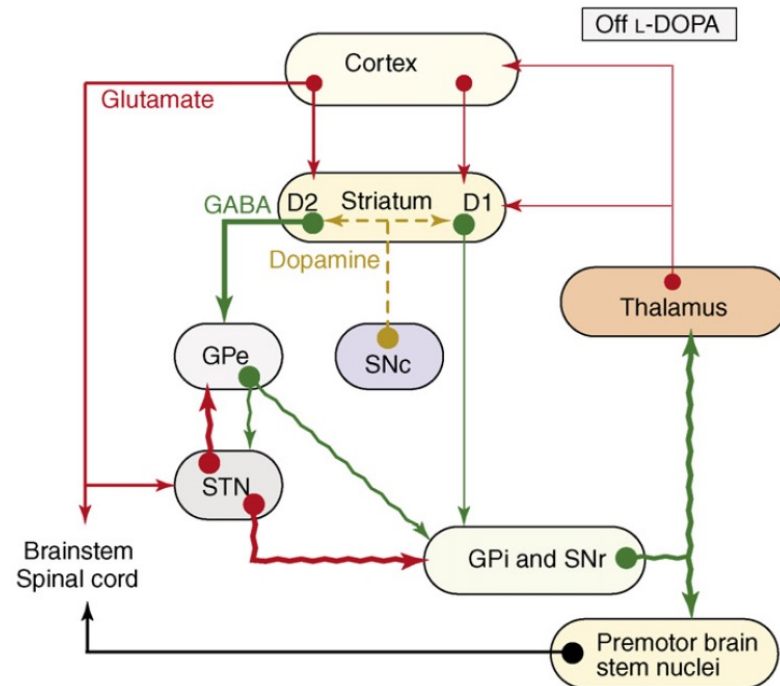 Off L-DOPA
Cortex
Glutamate
D2
Striatum
D1
GABA
Dopamine
Thalamus
GPe
SNc
STN
Brainstem
Spinal cord
GPi and SNr
Premotor brain
stem nuclei